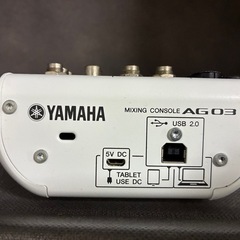 YAMAHA
MIXING CONSOLE AG03
USB 2.0
5V DC
TABLET
USE DC